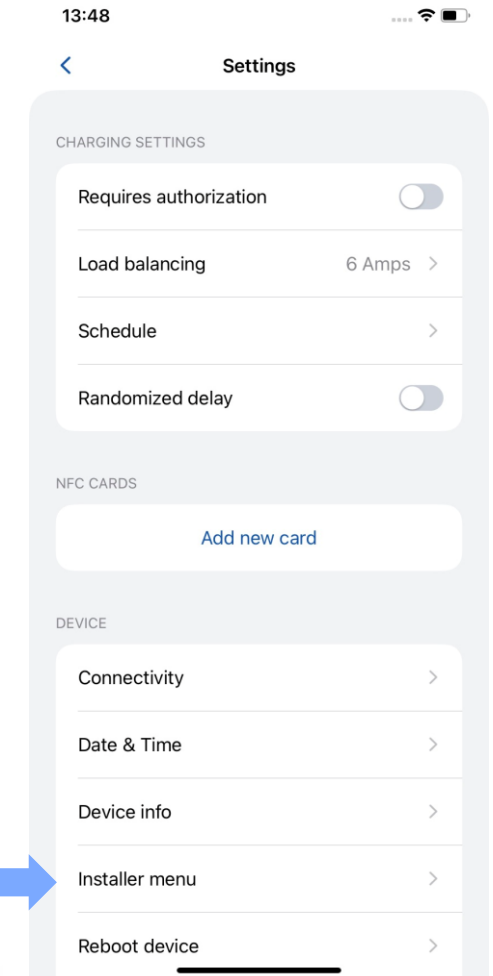 13:48
Settings
CHARGING SETTINGS
Requires authorization
Load balancing 6 Amps
Schedule
Randomized delay
NFC CARDS
Add new card
DEVICE
Connectivity
Date & Time
Device info
Installer menu
Reboot device